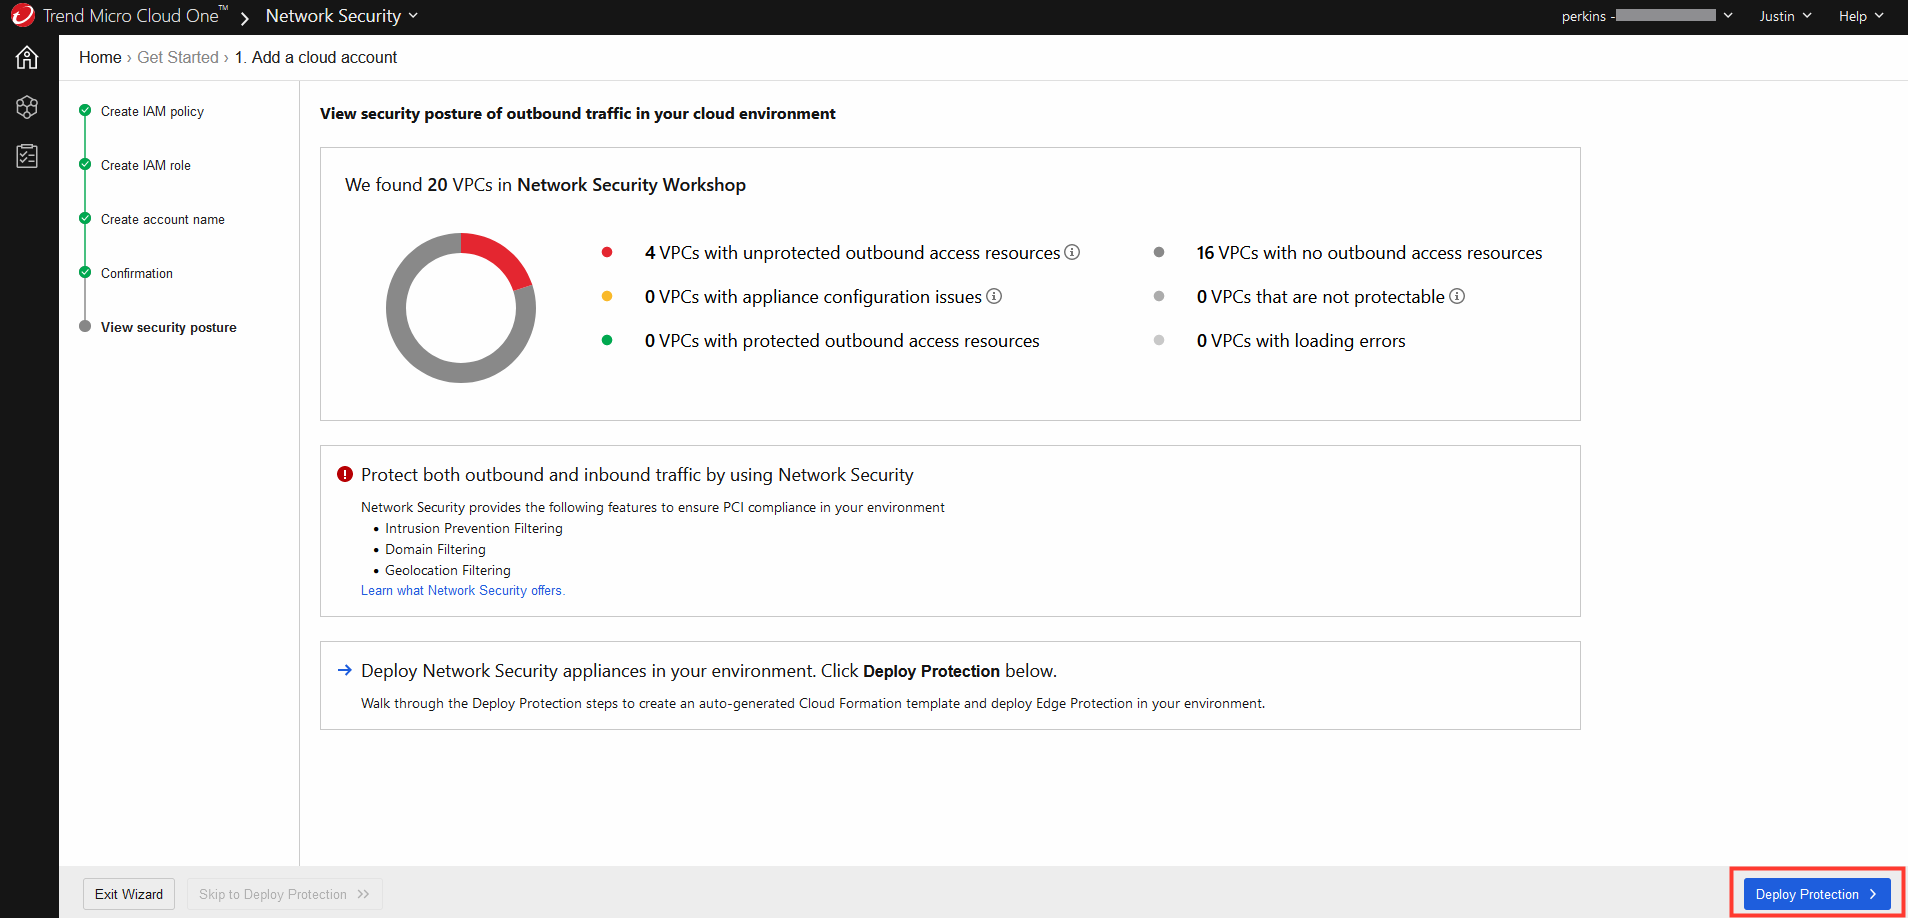 Trend Micro Cloud One™ Network Security
perkins - Justin Help
Home › Get Started › 1. Add a cloud account
Create IAM policy
Create IAM role
Create account name
Confirmation
View security posture
View security posture of outbound traffic in your cloud environment
We found 20 VPCs in Network Security Workshop
4 VPCs with unprotected outbound access resources
0 VPCs with appliance configuration issues
0 VPCs with protected outbound access resources
16 VPCs with no outbound access resources
0 VPCs that are not protectable
0 VPCs with loading errors
Protect both outbound and inbound traffic by using Network Security
Network Security provides the following features to ensure PCI compliance in your environment
• Intrusion Prevention Filtering
• Domain Filtering
• Geolocation Filtering
Learn what Network Security offers.
Deploy Network Security appliances in your environment. Click Deploy Protection below.
Walk through the Deploy Protection steps to create an auto-generated Cloud Formation template and deploy Edge Protection in your environment.
Exit Wizard
Skip to Deploy Protection
Deploy Protection